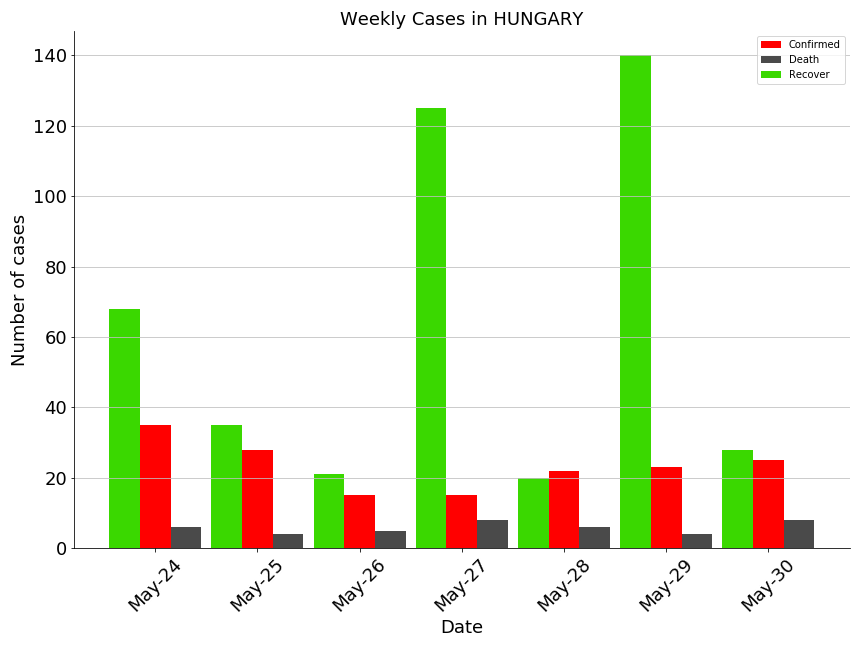 Weekly Cases in HUNGARY
Confirmed
Death
Recover
Number of cases
140
120
100
80
60
40
20
0
May-24
May-25
May-26
May-27
May-28
May-29
May-30
Date